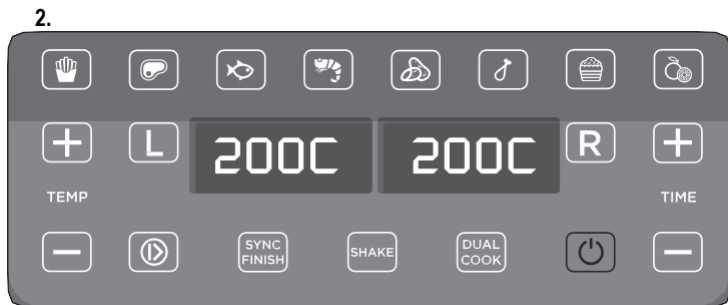 2.
L 200C 200C R
TEMP TIME
SYNC
FINISH
SHAKE
DUAL
COOK